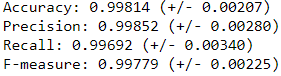 Accuracy: 0.99814 (+/- 0.00207)
Precision: 0.99852 (+/- 0.00280)
Recall: 0.99692 (+/- 0.00340)
F-measure: 0.99779 (+/- 0.00225)